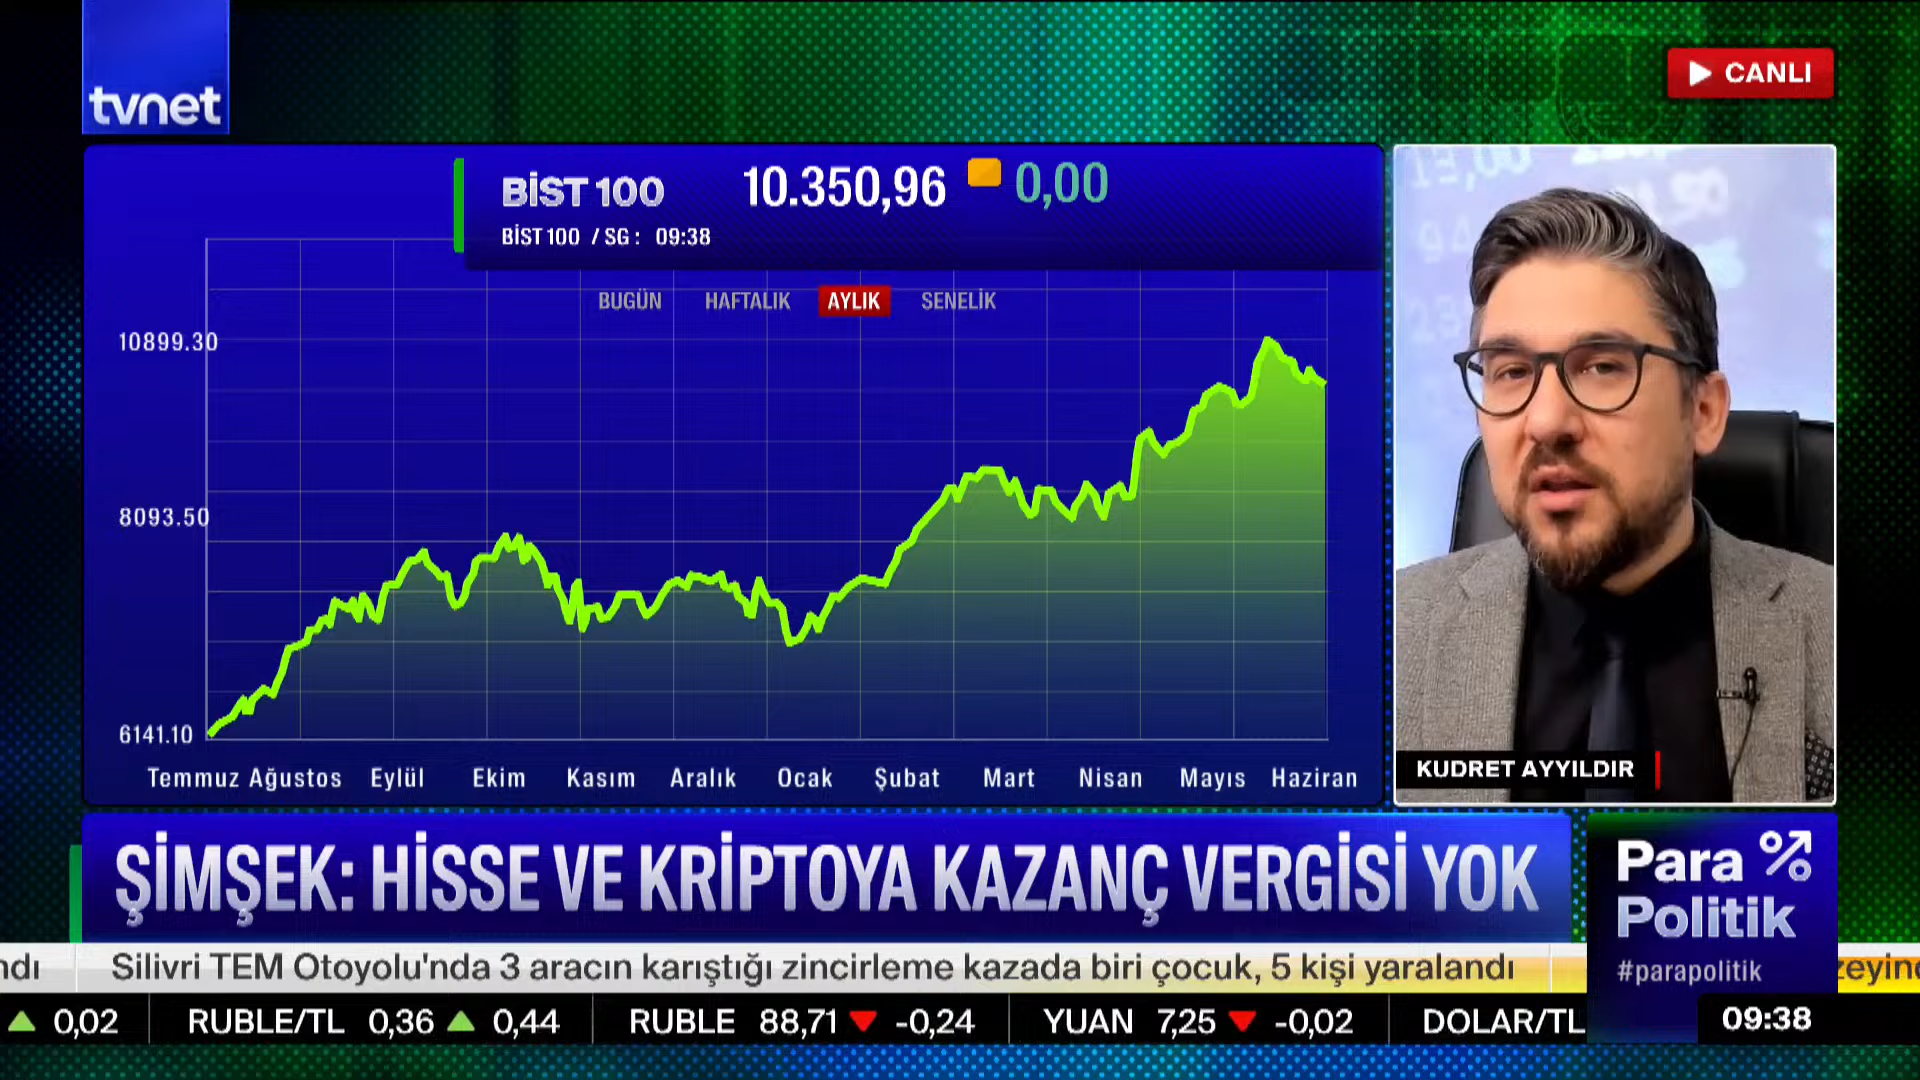 tvnet
CANLI
BİST 100 10.350,96 0,00
BİST 100 / SG : 09:38
BUGÜN HAFTALIK AYLIK SENELİK
10899.30
8093.50
6141.10
Temmuz Ağustos Eylül Ekim Kasım Aralık Ocak Şubat Mart Nisan Mayıs Haziran
KUDRET AYYILDIR
ŞİMŞEK: HİSSE VE KRİPTOYA KAZANÇ VERGİSİ YOK
Para
Politik
#parapolitik
Silivri TEM Otoyolu'nda 3 aracın karıştığı zincirleme kazada biri çocuk, 5 kişi yaralandı
0,02 RUBLE/TL 0,36 0,44 RUBLE 88,71 -0,24 YUAN 7,25 -0,02 DOLAR/TL
09:38